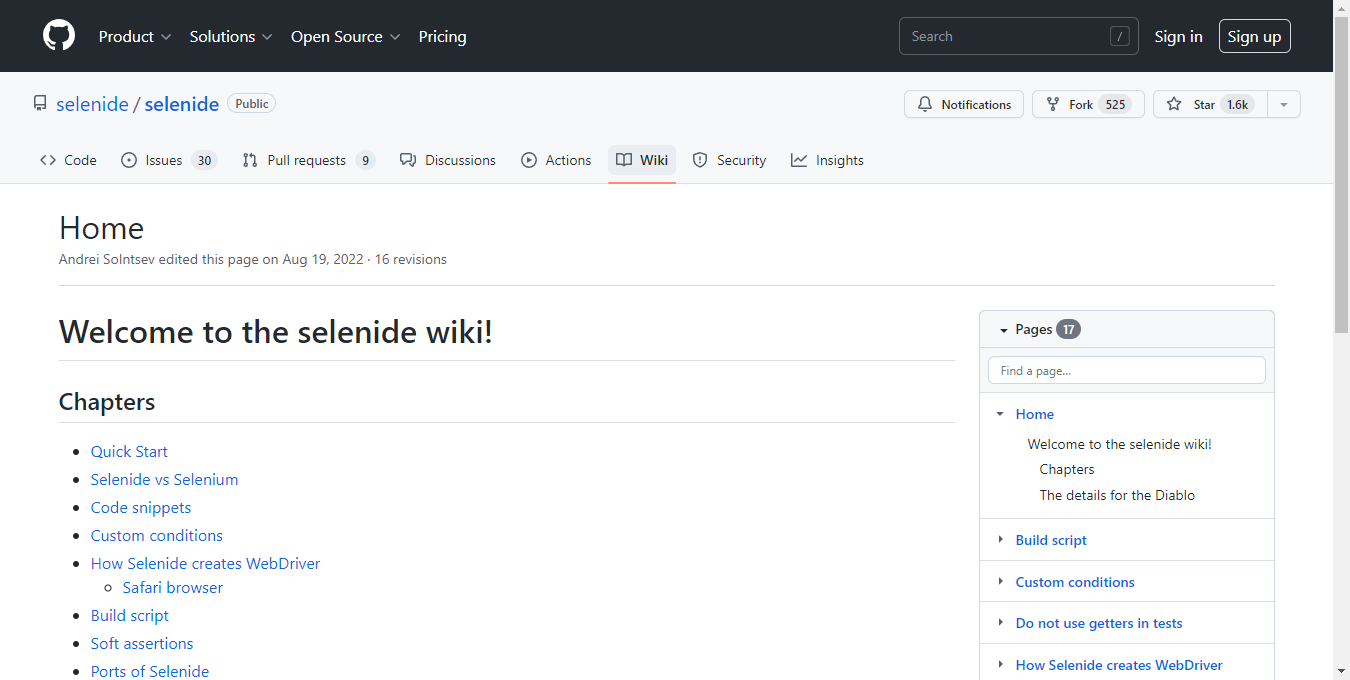 Product Solutions Open Source Pricing Search / Sign in Sign up
selenide / selenide Public Notifications Fork 525 Star 1.6k
Code Issues 30 Pull requests 9 Discussions Actions Wiki Security Insights
Home
Andrei Solntsev edited this page on Aug 19, 2022 · 16 revisions
Welcome to the selenide wiki!
Chapters
Quick Start
Selenide vs Selenium
Code snippets
Custom conditions
How Selenide creates WebDriver
Safari browser
Build script
Soft assertions
Ports of Selenide
Pages 17
Find a page…
Home
Welcome to the selenide wiki!
Chapters
The details for the Diablo
Build script
Custom conditions
Do not use getters in tests
How Selenide creates WebDriver